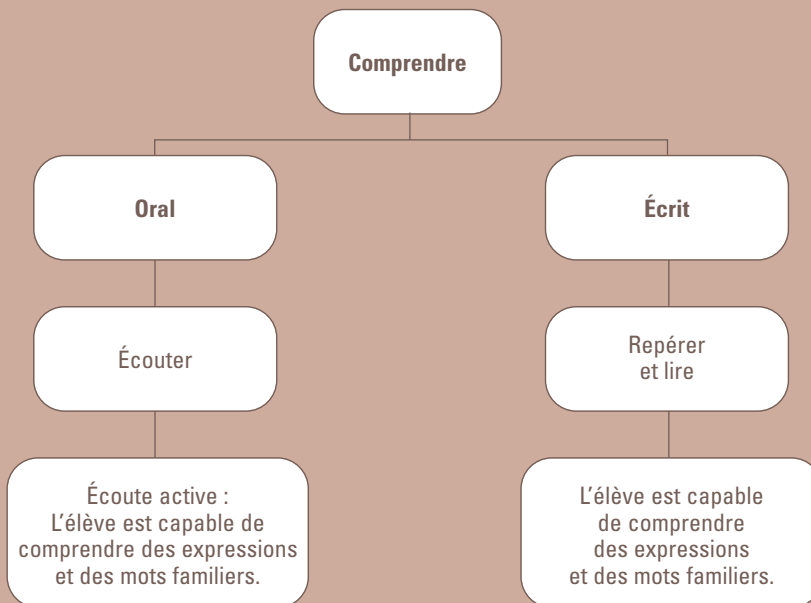 Comprendre
Oral
Écrit
Écouter
Repérer
et lire
Écoute active :
L'élève est capable de
comprendre des expressions
et des mots familiers.
L'élève est capable
de comprendre
des expressions
et des mots familiers.